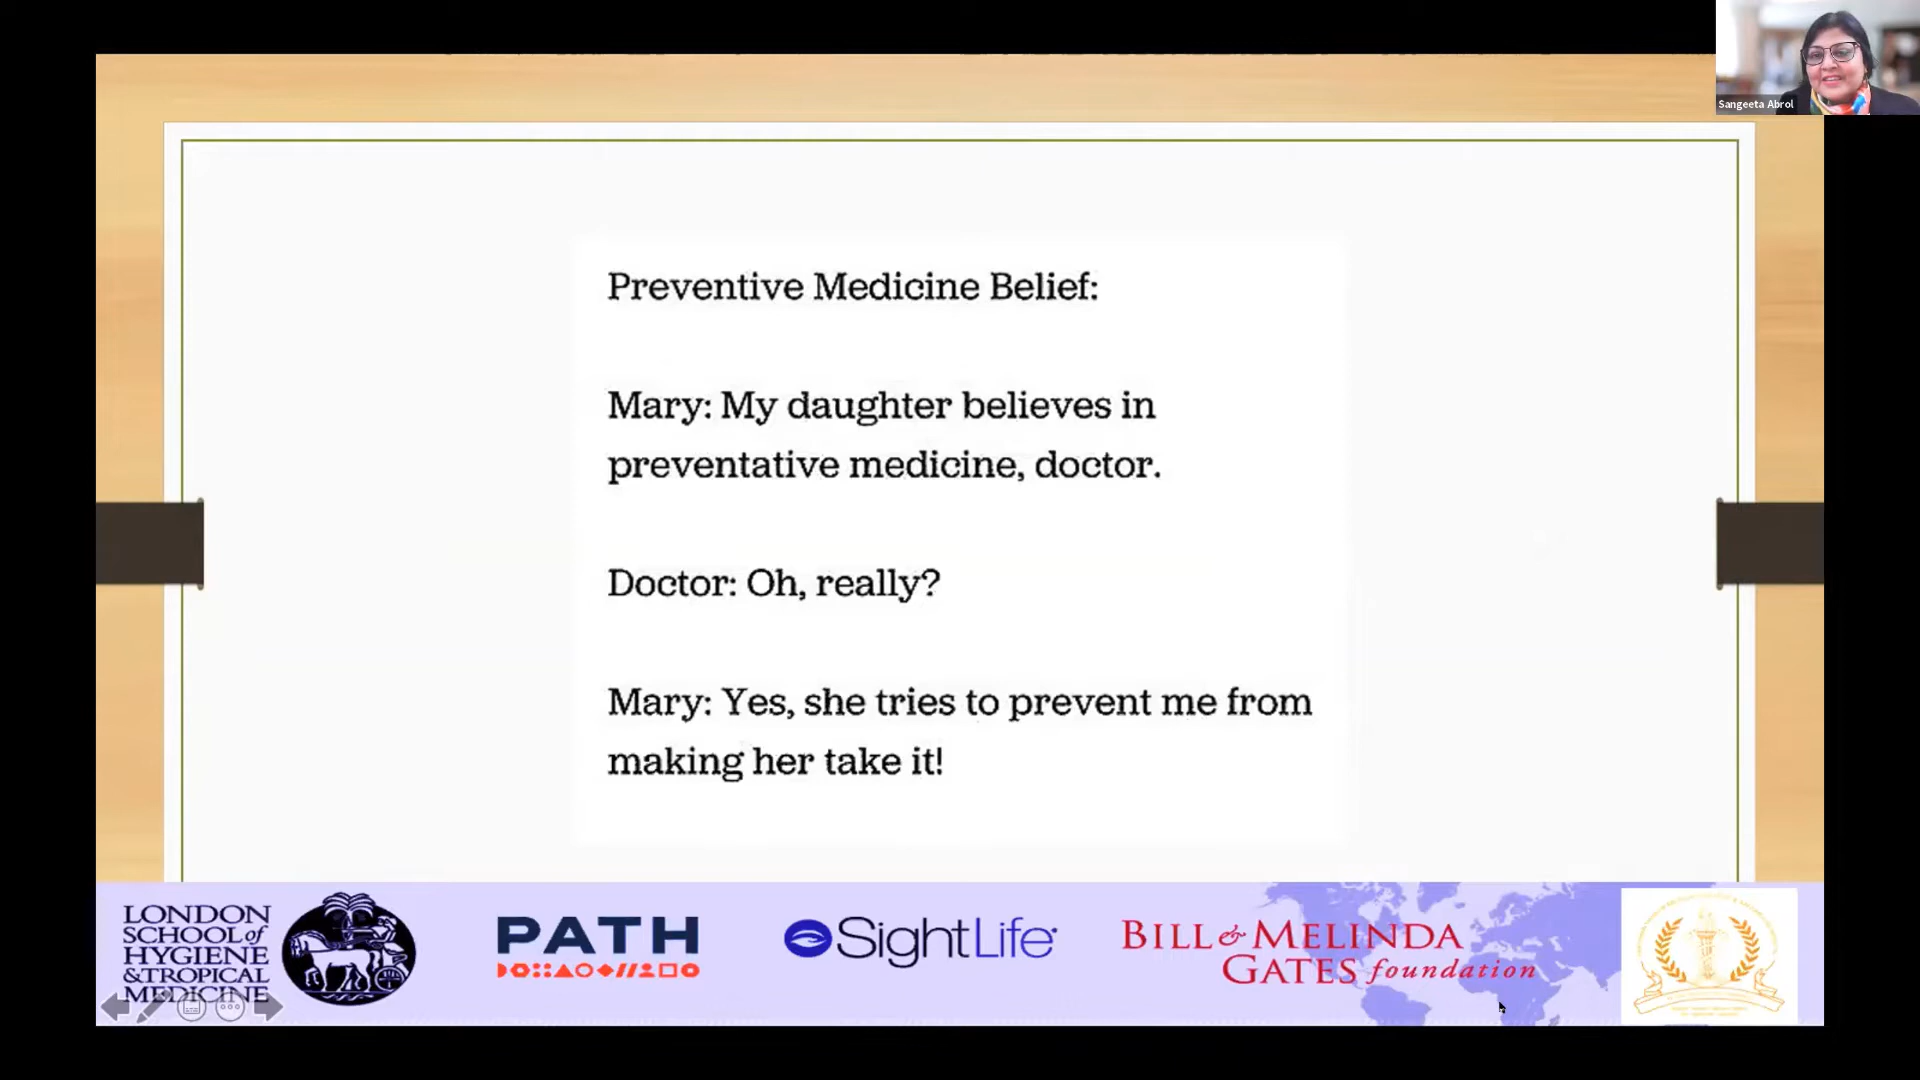 Sangeeta Abrol
Preventive Medicine Belief:
Mary: My daughter believes in
preventative medicine, doctor.
Doctor: Oh, really?
Mary: Yes, she tries to prevent me from
making her take it!
LONDON
SCHOOL of
HYGIENE
& TROPICAL
MEDICINE
PATH
SightLife
BILL & MELINDA
GATES foundation